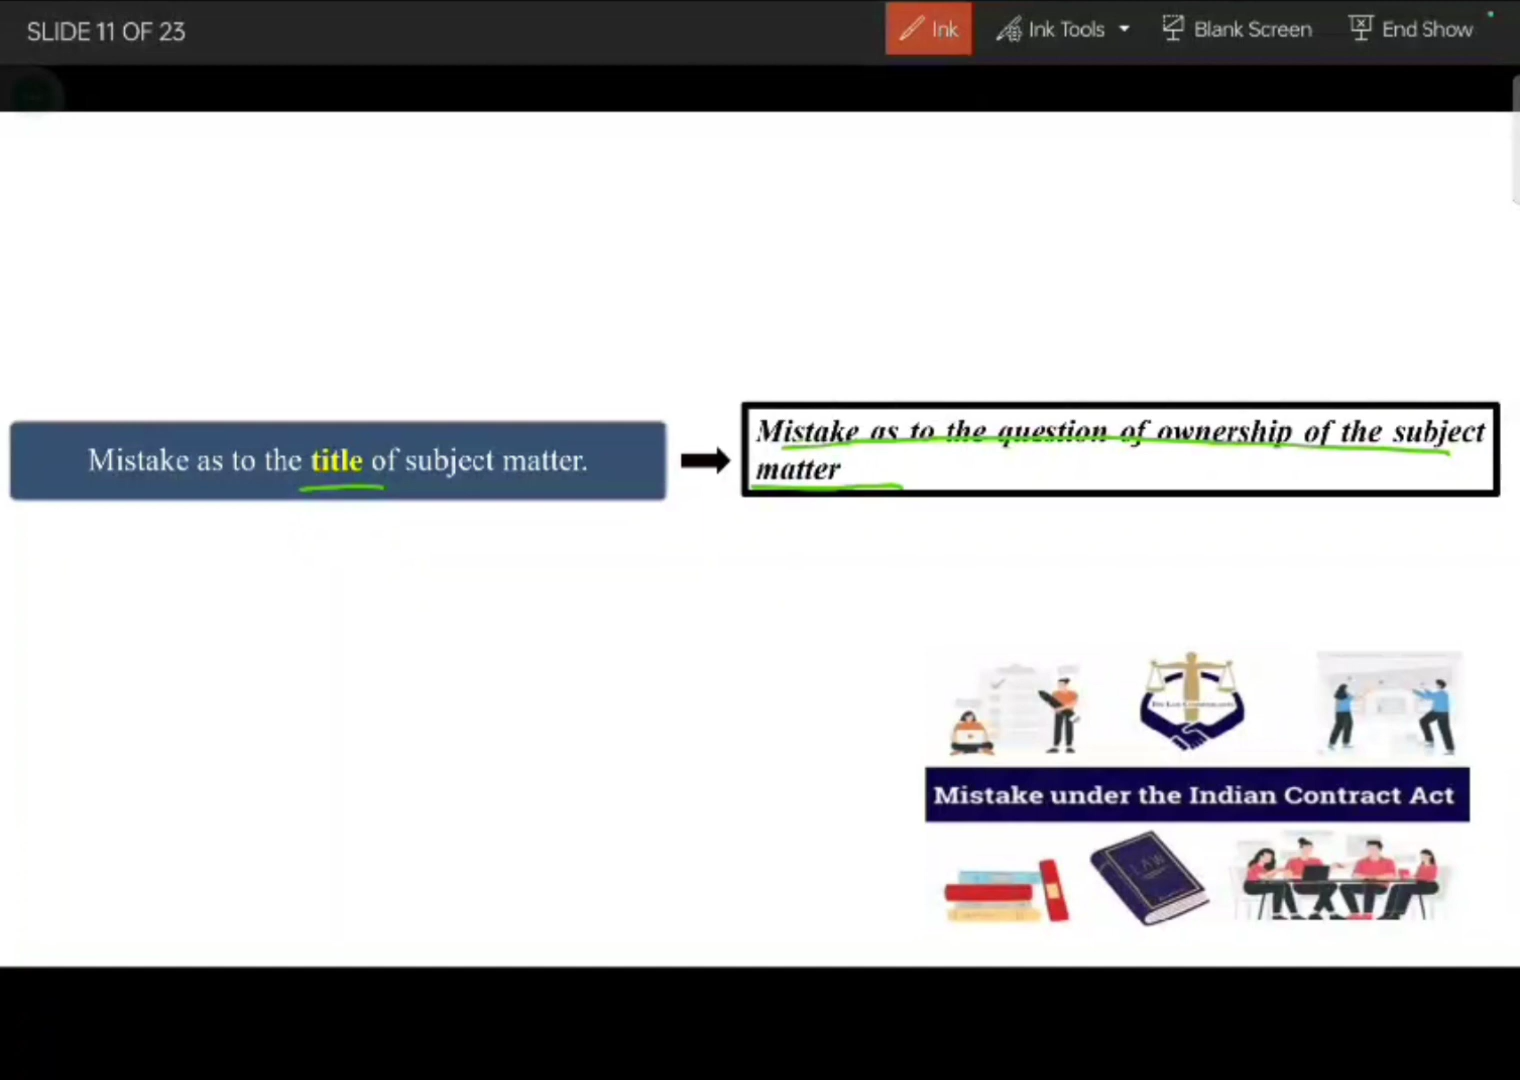 SLIDE 11 OF 23
Ink
Ink Tools
Blank Screen
End Show
Mistake as to the title of subject matter.
Mistake as to the question of ownership of the subject
matter
Mistake under the Indian Contract Act
LAW